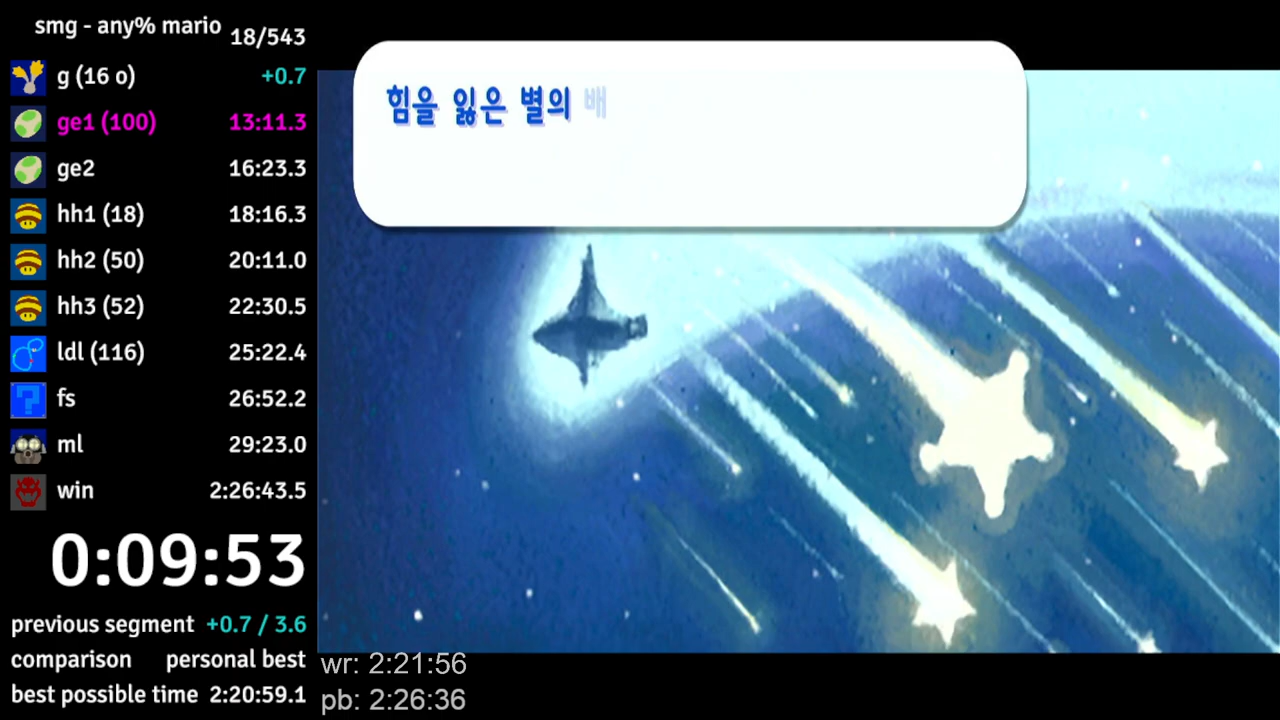 smg - any% mario
18/543
g (16 o) +0.7
ge1 (100) 13:11.3
ge2 16:23.3
hh1 (18) 18:16.3
hh2 (50) 20:11.0
hh3 (52) 22:30.5
ldl (116) 25:22.4
fs 26:52.2
ml 29:23.0
win 2:26:43.5
0:09:53
previous segment +0.7 / 3.6
comparison personal best
best possible time 2:20:59.1
힘을 잃은 별의 배
wr: 2:21:56
pb: 2:26:36